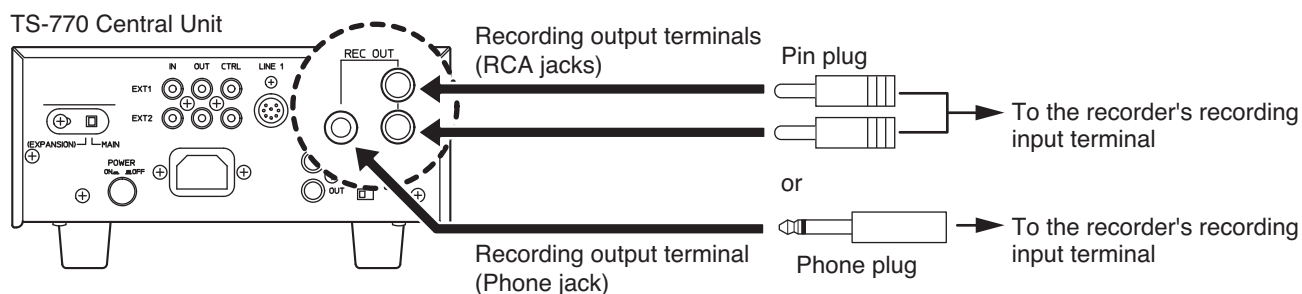 TS-770 Central Unit
Recording output terminals
(RCA jacks)
Pin plug
To the recorder's recording
input terminal
REC OUT
IN OUT CTRL LINE 1
EXT1
EXT2
(EXPANSION) MAIN
POWER
ON OFF
OUT
or
Recording output terminal
(Phone jack)
Phone plug
To the recorder's recording
input terminal